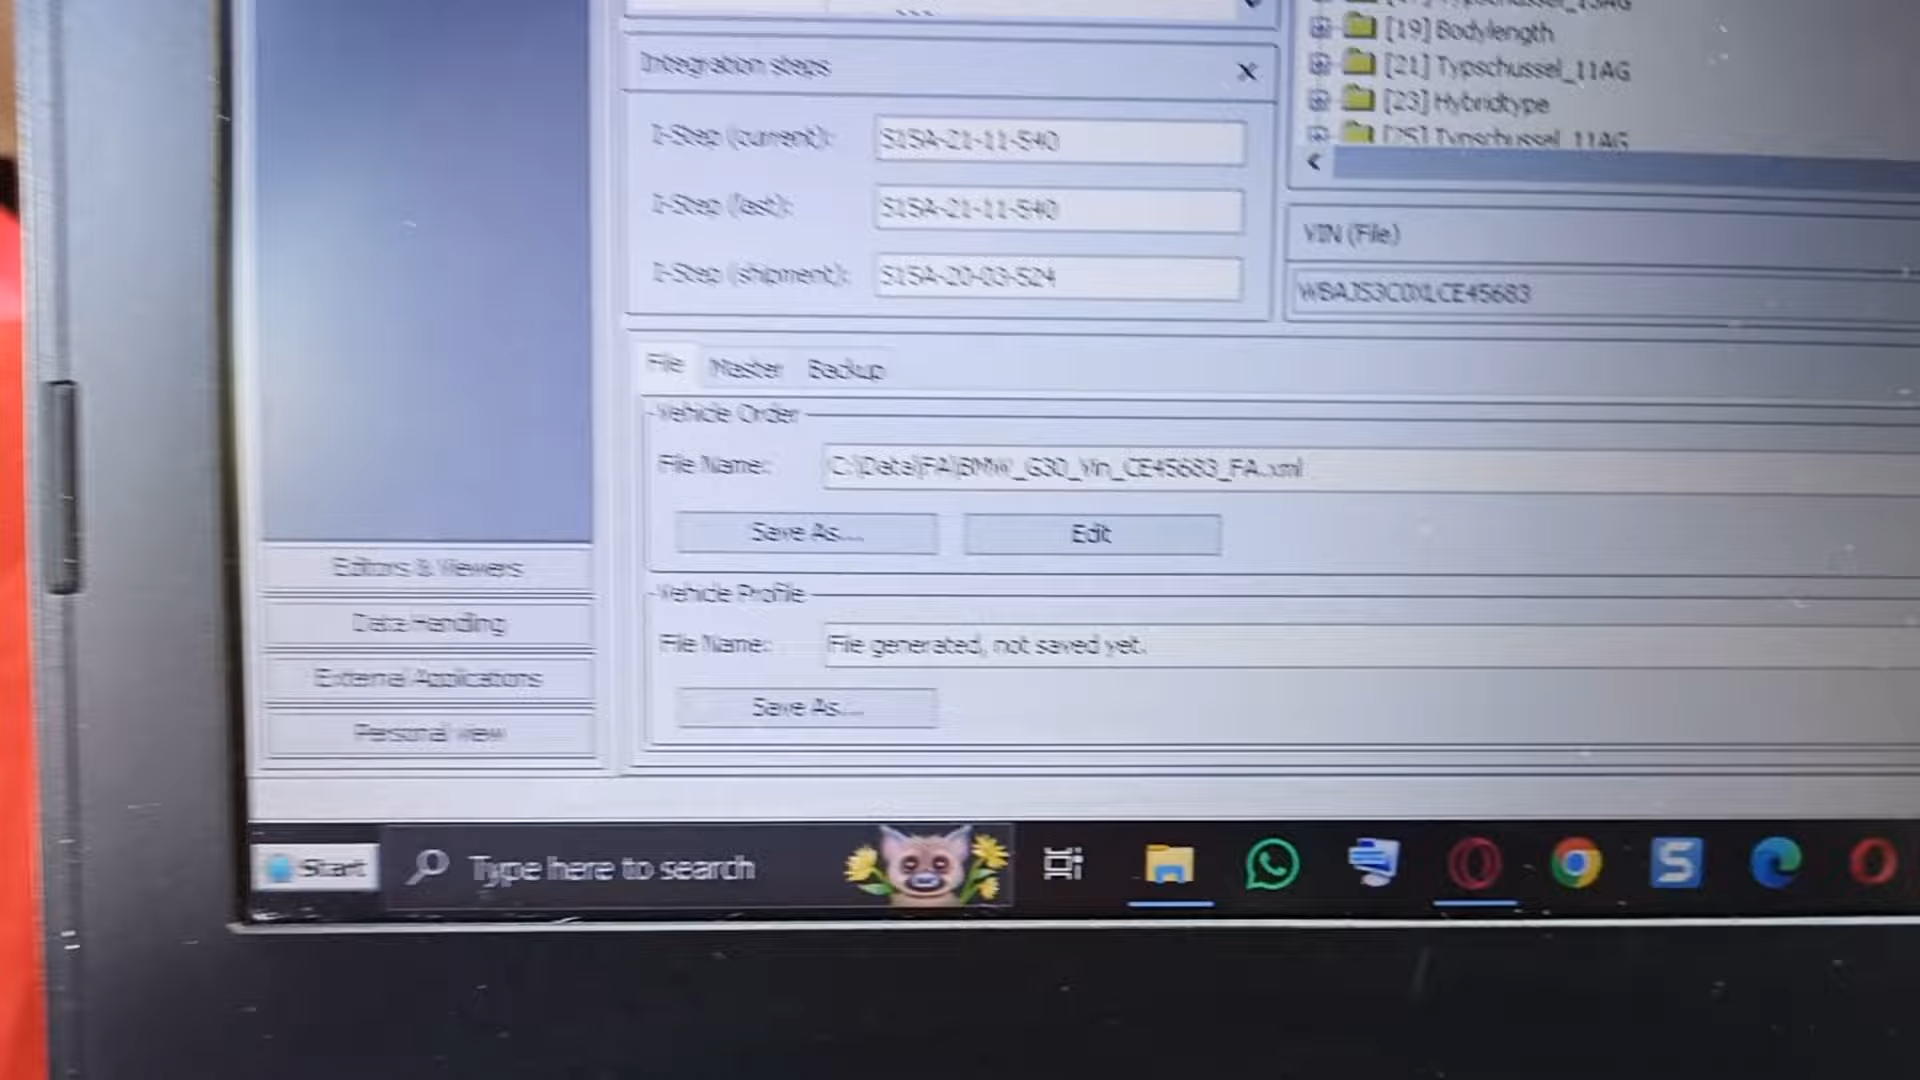 [19] Bodylength
[21] Typschussel_11AG
[23] Hybridtype
[25] Typschussel_11AG
Integration steps
X
I-Step (current): S15A-21-11-540
I-Step (last): S15A-21-11-540
I-Step (shipment): S15A-20-03-524
VIN (File)
File Master Backup
Vehicle Order
File Name: C:\Data\FA\BMW_G30_Vin_CE45683_FA.xml
Save As... Edit
Vehicle Profile
File Name: File generated, not saved yet.
Save As...
Editors & Viewers
Data Handling
External Applications
Personal view
Start Type here to search
S